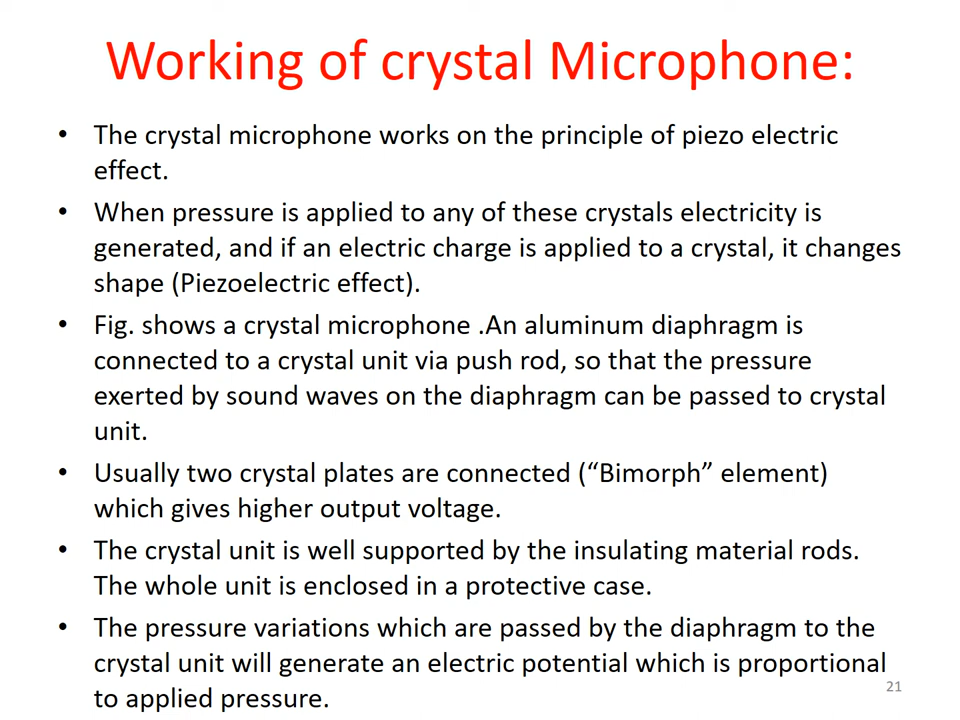 Working of crystal Microphone:
• The crystal microphone works on the principle of piezo electric
effect.
• When pressure is applied to any of these crystals electricity is
generated, and if an electric charge is applied to a crystal, it changes
shape (Piezoelectric effect).
• Fig. shows a crystal microphone .An aluminum diaphragm is
connected to a crystal unit via push rod, so that the pressure
exerted by sound waves on the diaphragm can be passed to crystal
unit.
• Usually two crystal plates are connected (“Bimorph” element)
which gives higher output voltage.
• The crystal unit is well supported by the insulating material rods.
The whole unit is enclosed in a protective case.
• The pressure variations which are passed by the diaphragm to the
crystal unit will generate an electric potential which is proportional
to applied pressure.
21